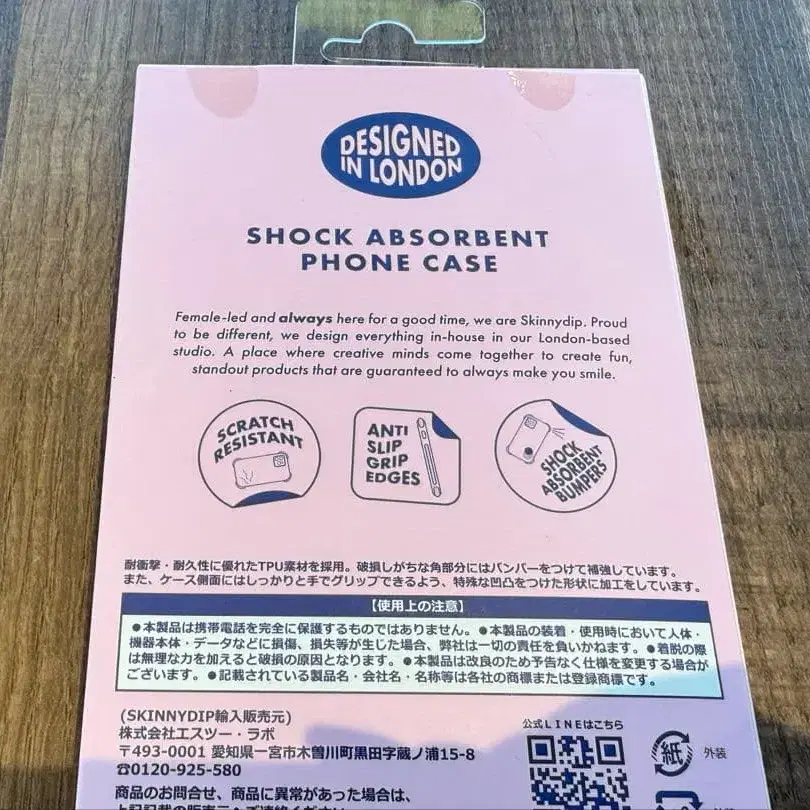 DESIGNED
IN LONDON
SHOCK ABSORBENT
PHONE CASE
Female-led and always here for a good time, we are Skinnydip. Proud
to be different, we design everything in-house in our London-based
studio. A place where creative minds come together to create fun,
standout products that are guaranteed to always make you smile.
SCRATCH
RESISTANT
ANTI
SLIP
GRIP
EDGES
SHOCK
ABSORBENT
BUMPERS
耐衝撃・耐久性に優れたTPU素材を採用。破損しがちな角部分にはバンパーをつけて補強しています。
また、ケース側面にはしっかりと手でグリップできるよう、特殊な凹凸をつけた形状に加工をしています。
【使用上の注意】
●本製品は携帯電話を完全に保護するものではありません。●本製品の装着・使用時において人体・
機器本体・データなどに損傷、損失等が生じた場合、弊社は一切の責任を負いかねます。●着脱の際
は無理な力を加えると破損の原因となります。●本製品は改良のため予告なく仕様を変更する場合が
ございます。●記載されている製品名・会社名・名称等は各社の商標または登録商標です。
(SKINNYDIP輸入販売元)
株式会社エスツー・ラボ
〒493-0001 愛知県一宮市木曽川町黒田字蔵ノ浦15-8
☎0120-925-580
商品のお問合せ、商品に異常があった場合は、
公式LINEはこちら
紙
外装